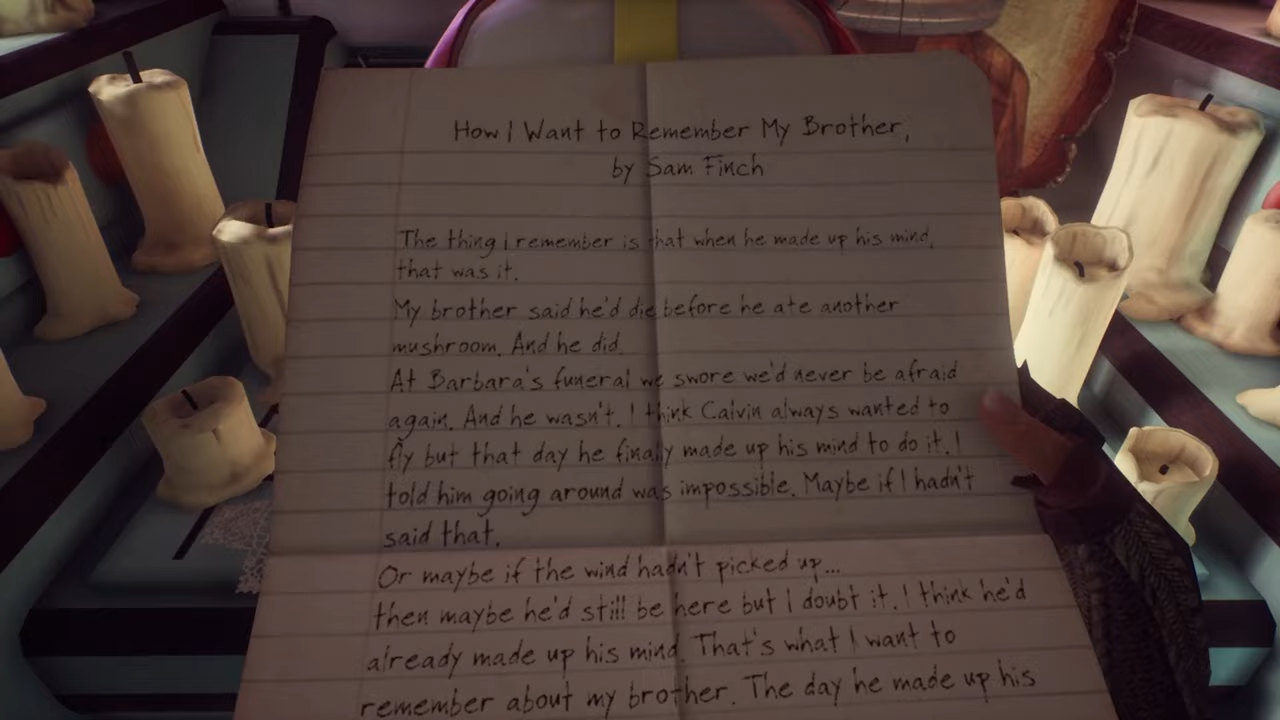 How I Want to Remember My Brother,
by Sam Finch
The thing I remember is that when he made up his mind,
that was it.
My brother said he'd die before he ate another
mushroom. And he did.
At Barbara's funeral we swore we'd never be afraid
again. And he wasn't. I think Calvin always wanted to
fly but that day he finally made up his mind to do it. I
told him going around was impossible. Maybe if I hadn't
said that.
Or maybe if the wind hadn't picked up...
then maybe he'd still be here but I doubt it. I think he'd
already made up his mind. That's what I want to
remember about my brother. The day he made up his